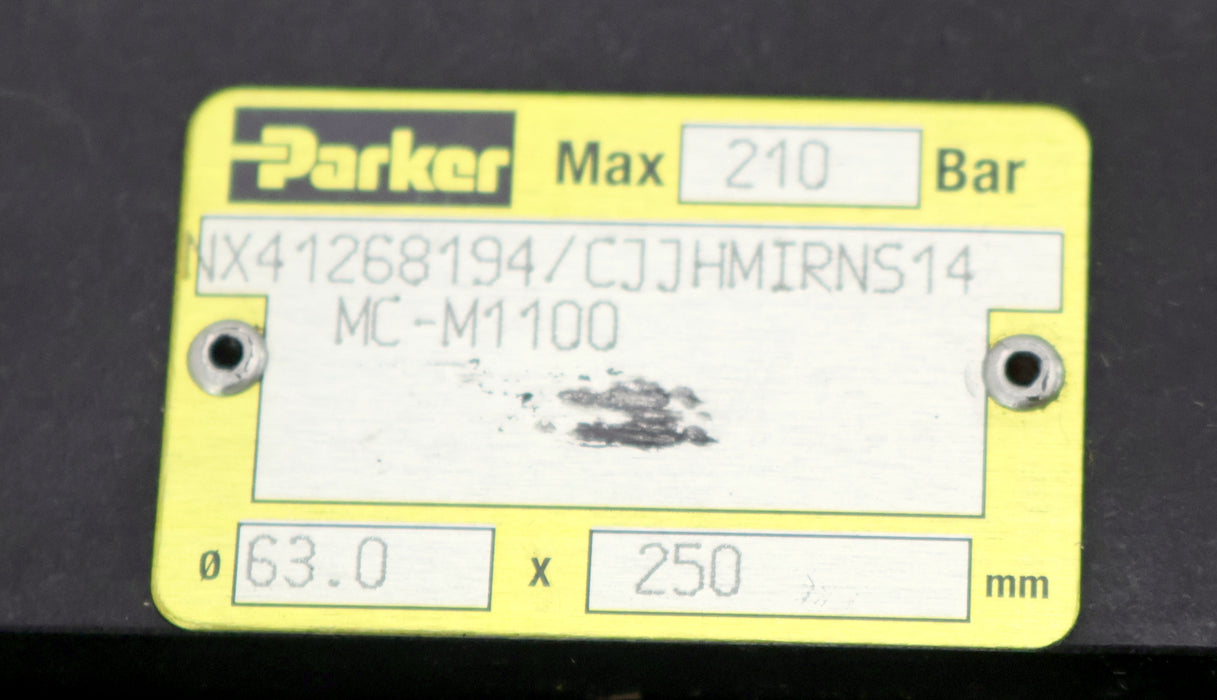 Parker Max 210 Bar
NX41268194/CJJHMIRNS14
MC-M1100
ø 63.0 x 250 mm